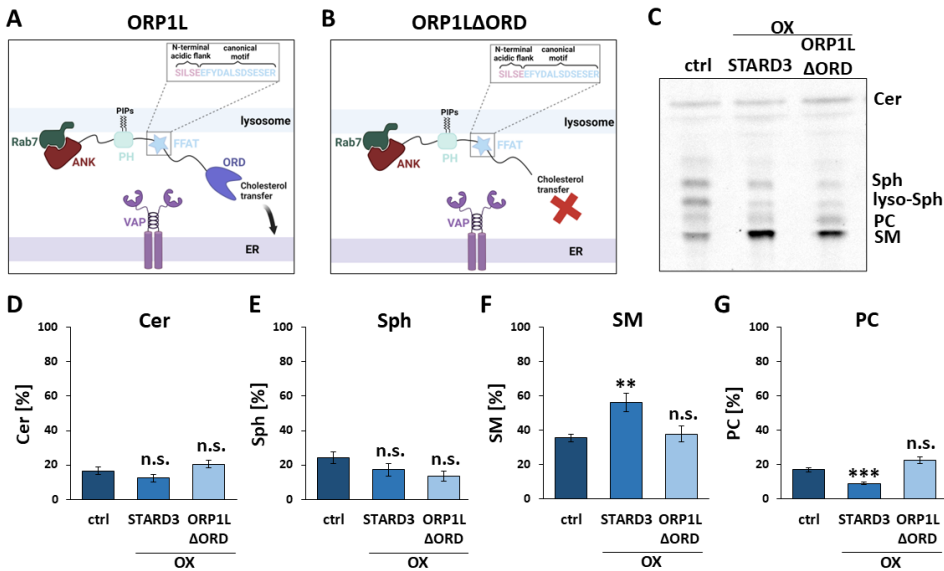 A
ORP1L
N-terminal canonical
acidic flank motif
SILSEEFYDALSDSESER
lysosome
PIPs
Rab7
ANK
PH
FFAT
ORD
Cholesterol
transfer
VAP
ER
B
ORP1LΔORD
N-terminal canonical
acidic flank motif
SILSEEFYDALSDSESER
lysosome
PIPs
Rab7
ANK
PH
FFAT
Cholesterol
transfer
VAP
ER
C
OX
ORP1L
ctrl STARD3 ΔORD
Cer
Sph
lyso-Sph
PC
SM
D
Cer
Cer [%]
100
80
60
40
20
0
n.s.
n.s.
ctrl STARD3 ORP1L
ΔORD
OX
E
Sph
Sph [%]
100
80
60
40
20
0
n.s.
n.s.
ctrl STARD3 ORP1L
ΔORD
OX
F
SM
SM [%]
100
80
60
40
20
0
**
n.s.
ctrl STARD3 ORP1L
ΔORD
OX
G
PC
PC [%]
100
80
60
40
20
0
***
n.s.
ctrl STARD3 ORP1L
ΔORD
OX